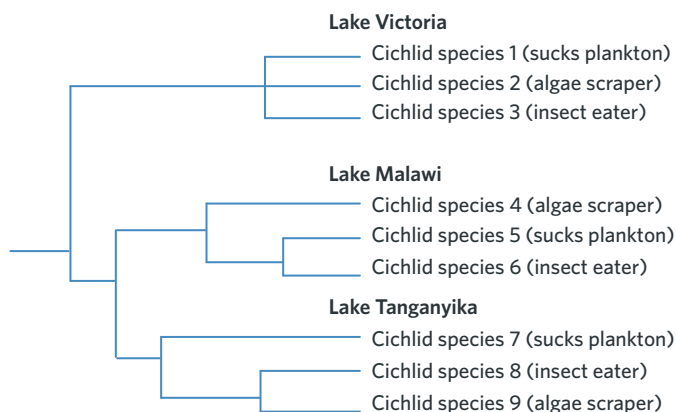 Lake Victoria
Cichlid species 1 (sucks plankton)
Cichlid species 2 (algae scraper)
Cichlid species 3 (insect eater)
Lake Malawi
Cichlid species 4 (algae scraper)
Cichlid species 5 (sucks plankton)
Cichlid species 6 (insect eater)
Lake Tanganyika
Cichlid species 7 (sucks plankton)
Cichlid species 8 (insect eater)
Cichlid species 9 (algae scraper)